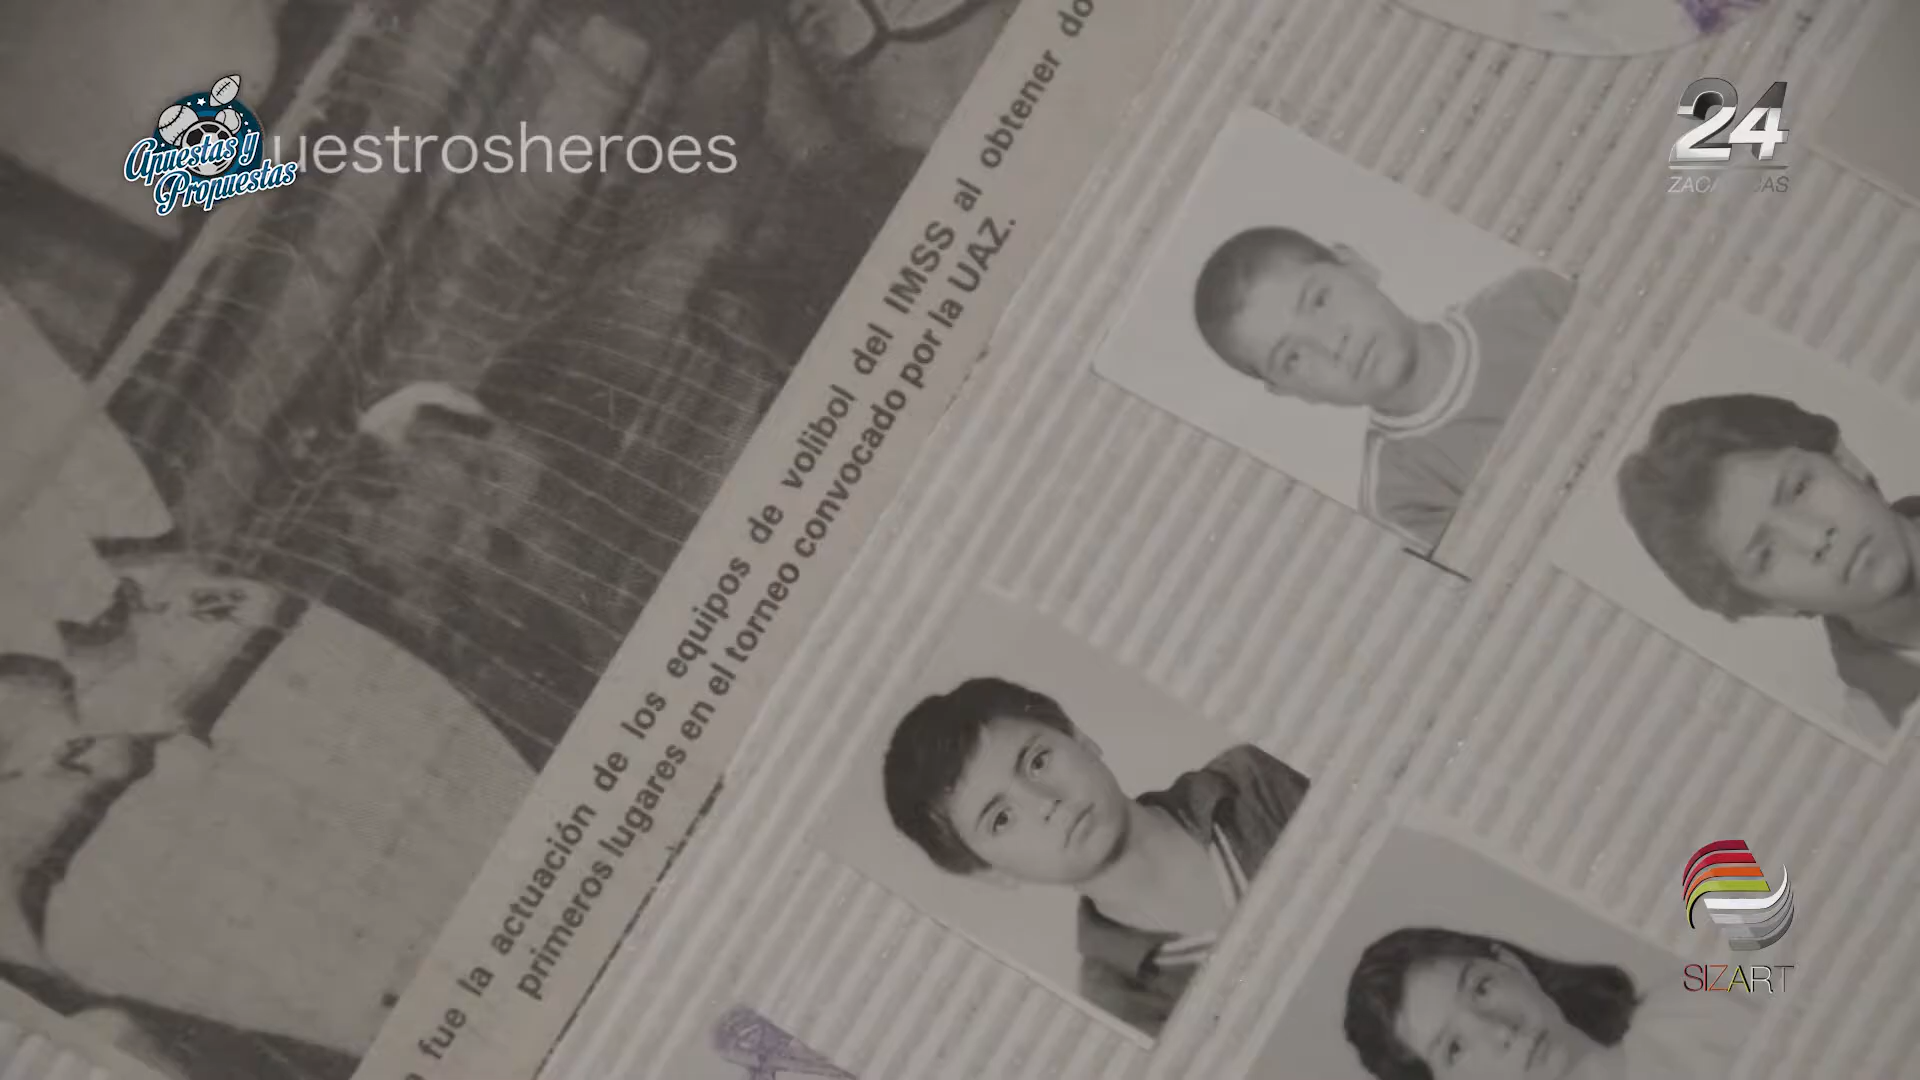 apuestas y
Propuestas
uestrosheroes
24
ZACATECAS
fue la actuación de los equipos de volibol del IMSS al obtener do
primeros lugares en el torneo convocado por la UAZ.
SIZART